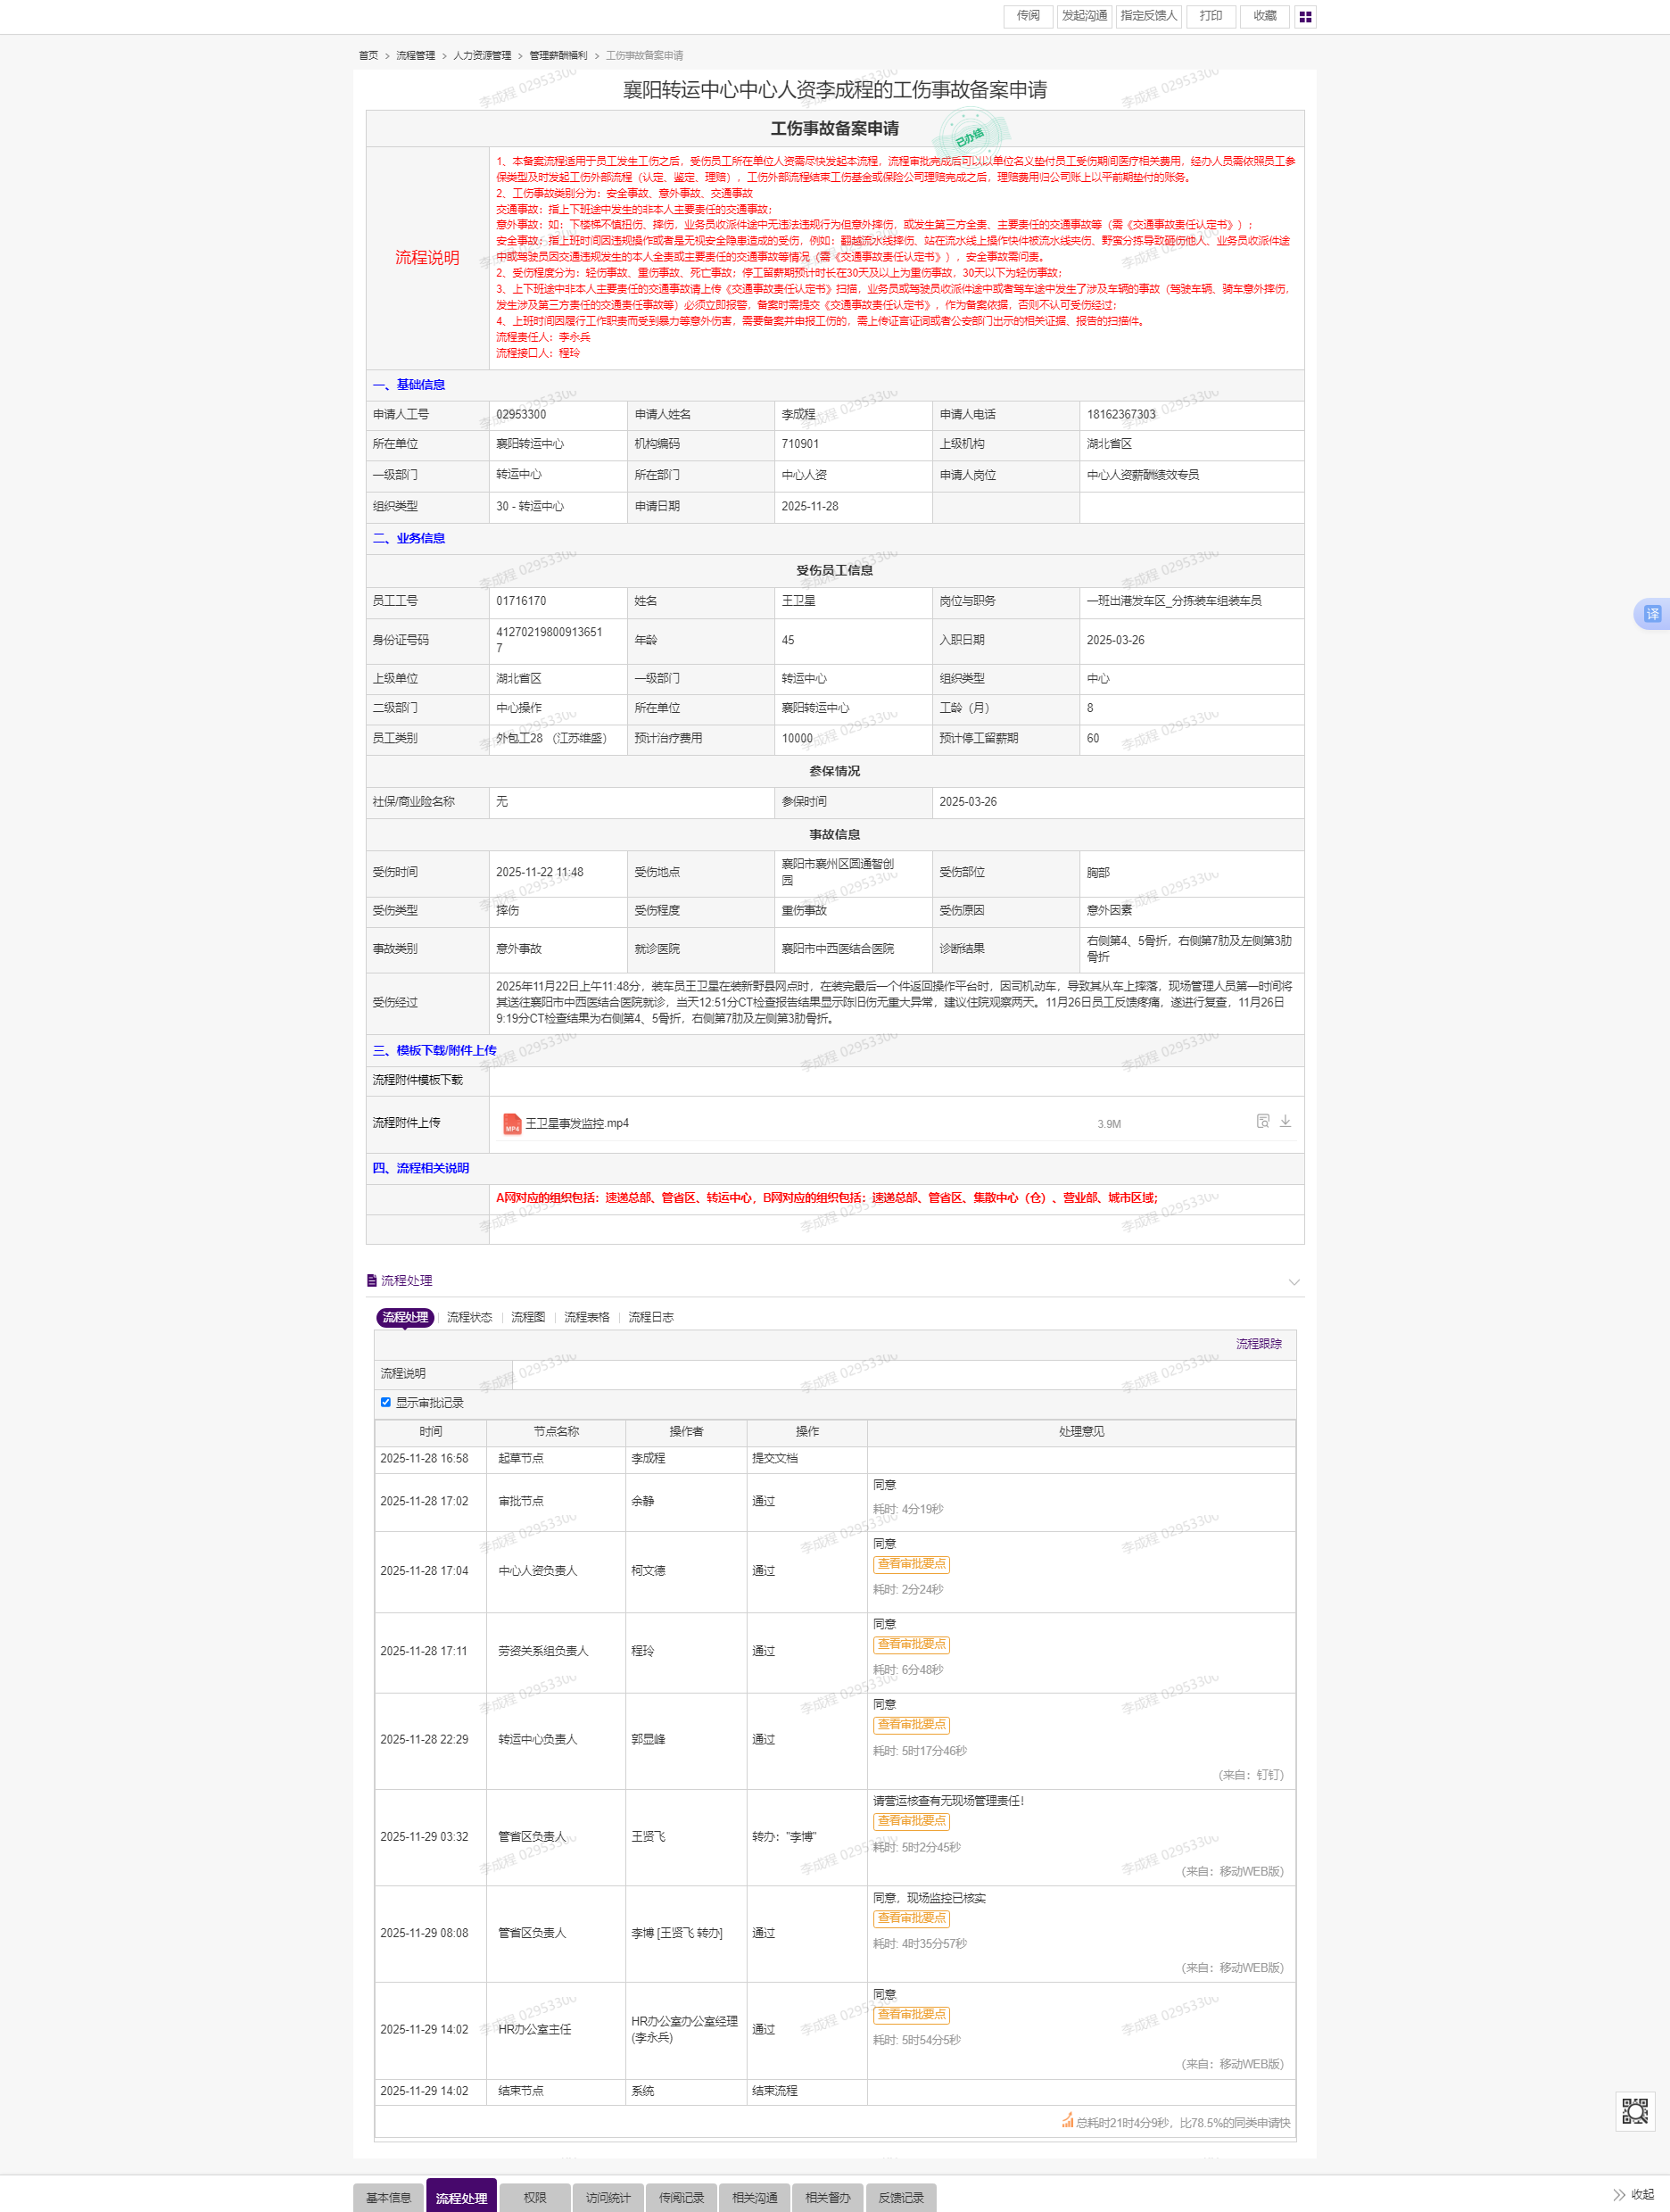 传阅 发起沟通 指定反馈人 打印 收藏
首页 > 流程管理 > 人力资源管理 > 管理薪酬福利 > 工伤事故备案申请
襄阳转运中心中心人资李成程的工伤事故备案申请
工伤事故备案申请
已办结
流程说明
1、本备案流程适用于员工发生工伤之后，受伤员工所在单位人资需尽快发起本流程，流程审批完成后可以以单位名义垫付员工受伤期间医疗相关费用，经办人员需依照员工参
保类型及时发起工伤外部流程（认定、鉴定、理赔），工伤外部流程结束工伤基金或保险公司理赔完成之后，理赔费用归公司账上以平前期垫付的账务。
2、工伤事故类别分为：安全事故、意外事故、交通事故
交通事故：指上下班途中发生的非本人主要责任的交通事故；
意外事故：如：下楼梯不慎扭伤、摔伤，业务员收派件途中无违法违规行为但意外摔伤，或发生第三方全责、主要责任的交通事故等（需《交通事故责任认定书》）；
安全事故：指上班时间因违规操作或者是无视安全隐患造成的受伤，例如：翻越流水线摔伤、站在流水线上操作快件被流水线夹伤、野蛮分拣导致砸伤他人、业务员收派件途
中或驾驶员因交通违规发生的本人全责或主要责任的交通事故等情况（需《交通事故责任认定书》），安全事故需问责。
2、受伤程度分为：轻伤事故、重伤事故、死亡事故；停工留薪期预计时长在30天及以上为重伤事故，30天以下为轻伤事故；
3、上下班途中非本人主要责任的交通事故请上传《交通事故责任认定书》扫描，业务员或驾驶员收派件途中或者驾车途中发生了涉及车辆的事故（驾驶车辆、骑车意外摔伤，
发生涉及第三方责任的交通责任事故等）必须立即报警，备案时需提交《交通事故责任认定书》，作为备案依据，否则不认可受伤经过；
4、上班时间因履行工作职责而受到暴力等意外伤害，需要备案并申报工伤的，需上传证言证词或者公安部门出示的相关证据、报告的扫描件。
流程责任人：李永兵
流程接口人：程玲
一、基础信息
申请人工号 02953300 申请人姓名 李成程 申请人电话 18162367303
所在单位 襄阳转运中心 机构编码 710901 上级机构 湖北省区
一级部门 转运中心 所在部门 中心人资 申请人岗位 中心人资薪酬绩效专员
组织类型 30 - 转运中心 申请日期 2025-11-28
二、业务信息
受伤员工信息
员工工号 01716170 姓名 王卫星 岗位与职务 一班出港发车区_分拣装车组装车员
身份证号码 41270219800913651
7 年龄 45 入职日期 2025-03-26
上级单位 湖北省区 一级部门 转运中心 组织类型 中心
二级部门 中心操作 所在单位 襄阳转运中心 工龄（月） 8
员工类别 外包工28 （江苏维盛） 预计治疗费用 10000 预计停工留薪期 60
参保情况
社保/商业险名称 无 参保时间 2025-03-26
事故信息
受伤时间 2025-11-22 11:48 受伤地点 襄阳市襄州区圆通智创
园 受伤部位 胸部
受伤类型 摔伤 受伤程度 重伤事故 受伤原因 意外因素
事故类别 意外事故 就诊医院 襄阳市中西医结合医院 诊断结果 右侧第4、5骨折，右侧第7肋及左侧第3肋
骨折
受伤经过
2025年11月22日上午11:48分，装车员王卫星在装新野县网点时，在装完最后一个件返回操作平台时，因司机动车，导致其从车上摔落，现场管理人员第一时间将
其送往襄阳市中西医结合医院就诊，当天12:51分CT检查报告结果显示陈旧伤无重大异常，建议住院观察两天。11月26日员工反馈疼痛，遂进行复查，11月26日
9:19分CT检查结果为右侧第4、5骨折，右侧第7肋及左侧第3肋骨折。
三、模板下载/附件上传
流程附件模板下载
流程附件上传 MP4 王卫星事发监控.mp4 3.9M
四、流程相关说明
A网对应的组织包括：速递总部、管省区、转运中心，B网对应的组织包括：速递总部、管省区、集散中心（仓）、营业部、城市区域；
流程处理
流程处理 流程状态 流程图 流程表格 流程日志
流程跟踪
流程说明
显示审批记录
时间 节点名称 操作者 操作 处理意见
2025-11-28 16:58 起草节点 李成程 提交文档
2025-11-28 17:02 审批节点 余静 通过 同意
耗时: 4分19秒
2025-11-28 17:04 中心人资负责人 柯文德 通过 同意
查看审批要点
耗时: 2分24秒
2025-11-28 17:11 劳资关系组负责人 程玲 通过 同意
查看审批要点
耗时: 6分48秒
2025-11-28 22:29 转运中心负责人 郭显峰 通过 同意
查看审批要点
耗时: 5时17分46秒
(来自：钉钉)
2025-11-29 03:32 管省区负责人 王贤飞 转办："李博" 请营运核查有无现场管理责任！
查看审批要点
耗时: 5时2分45秒
(来自：移动WEB版)
2025-11-29 08:08 管省区负责人 李博 [王贤飞 转办] 通过 同意，现场监控已核实
查看审批要点
耗时: 4时35分57秒
(来自：移动WEB版)
2025-11-29 14:02 HR办公室主任 HR办公室办公室经理
(李永兵) 通过 同意
查看审批要点
耗时: 5时54分5秒
(来自：移动WEB版)
2025-11-29 14:02 结束节点 系统 结束流程
总耗时21时4分9秒，比78.5%的同类申请快
基本信息 流程处理 权限 访问统计 传阅记录 相关沟通 相关督办 反馈记录
收起
译
李成程 02953300